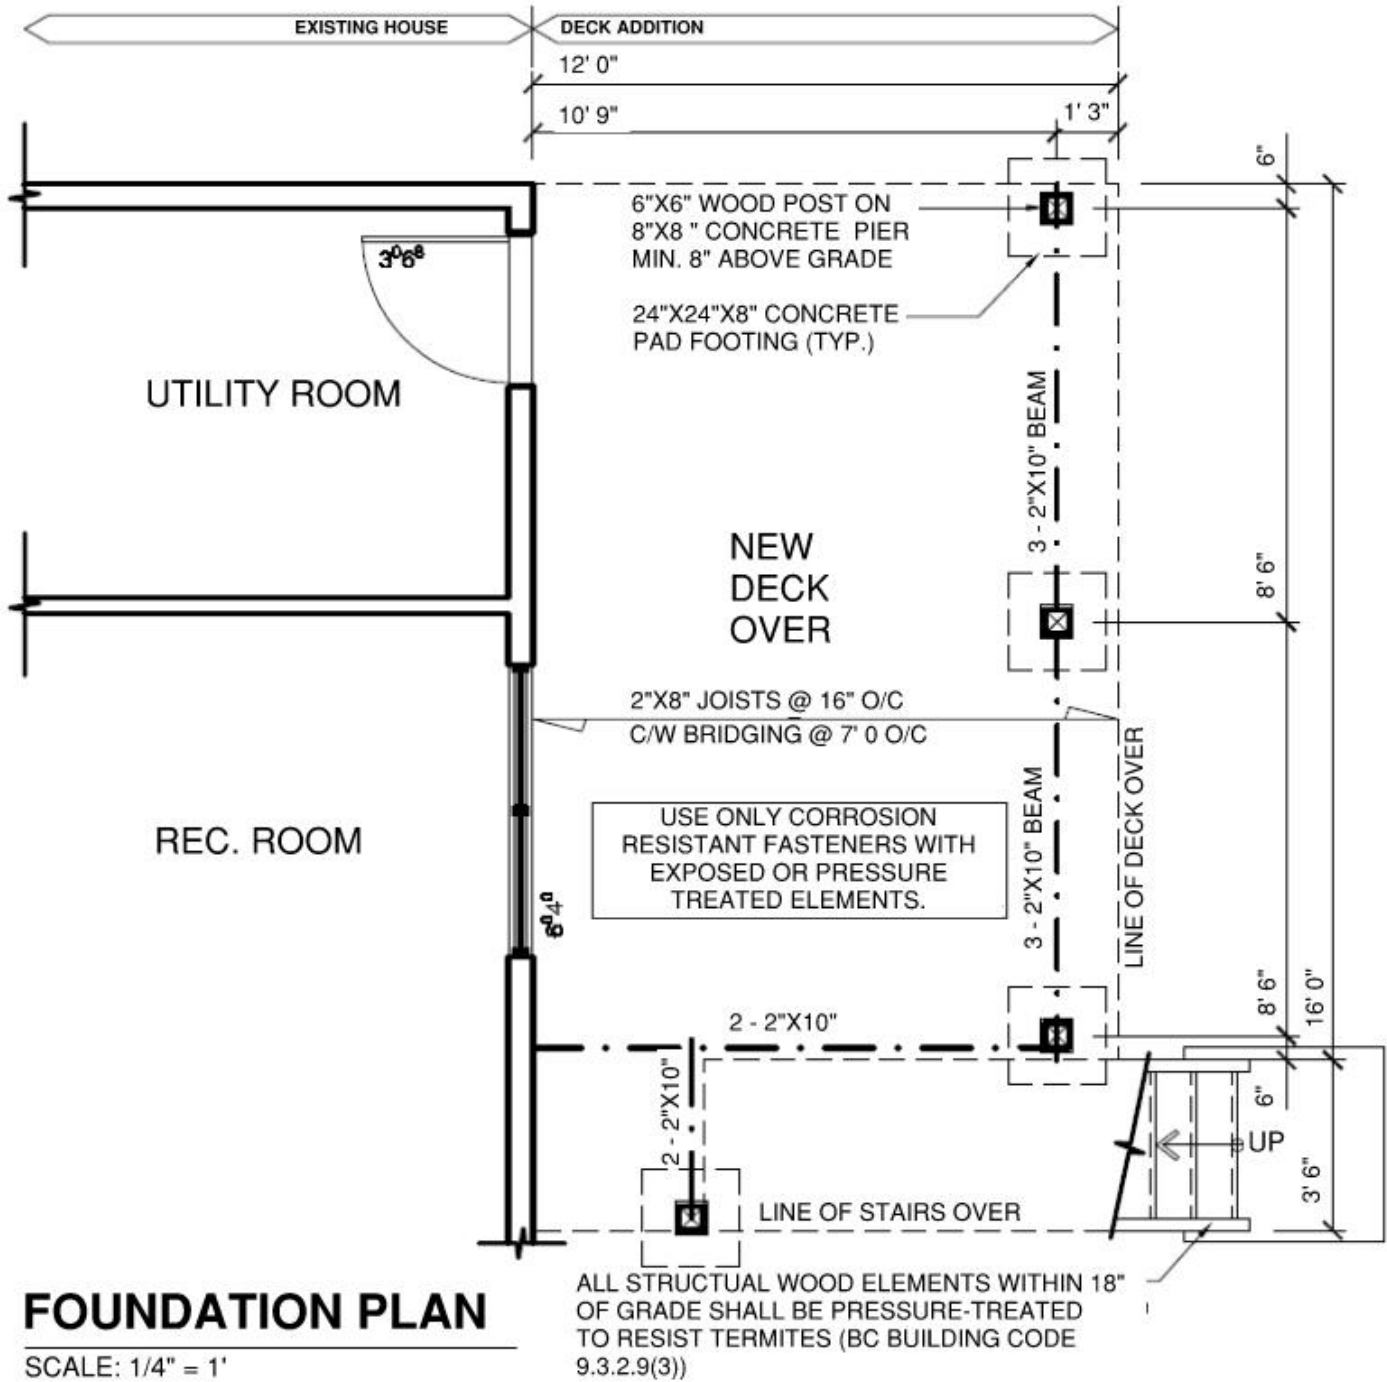 EXISTING HOUSE
DECK ADDITION
12' 0"
10' 9"
1' 3"
6"
6"X6" WOOD POST ON
8"X8 " CONCRETE PIER
MIN. 8" ABOVE GRADE
3⁰6⁸
24"X24"X8" CONCRETE
PAD FOOTING (TYP.)
UTILITY ROOM
3 - 2"X10" BEAM
8' 6"
NEW
DECK
OVER
2"X8" JOISTS @ 16" O/C
C/W BRIDGING @ 7' 0 O/C
LINE OF DECK OVER
3 - 2"X10" BEAM
USE ONLY CORROSION
RESISTANT FASTENERS WITH
EXPOSED OR PRESSURE
TREATED ELEMENTS.
REC. ROOM
8' 6"
16' 0"
2 - 2"X10"
2 - 2"X10"
6"
UP
3' 6"
LINE OF STAIRS OVER
ALL STRUCTUAL WOOD ELEMENTS WITHIN 18"
OF GRADE SHALL BE PRESSURE-TREATED
TO RESIST TERMITES (BC BUILDING CODE
9.3.2.9(3))
FOUNDATION PLAN
SCALE: 1/4" = 1'